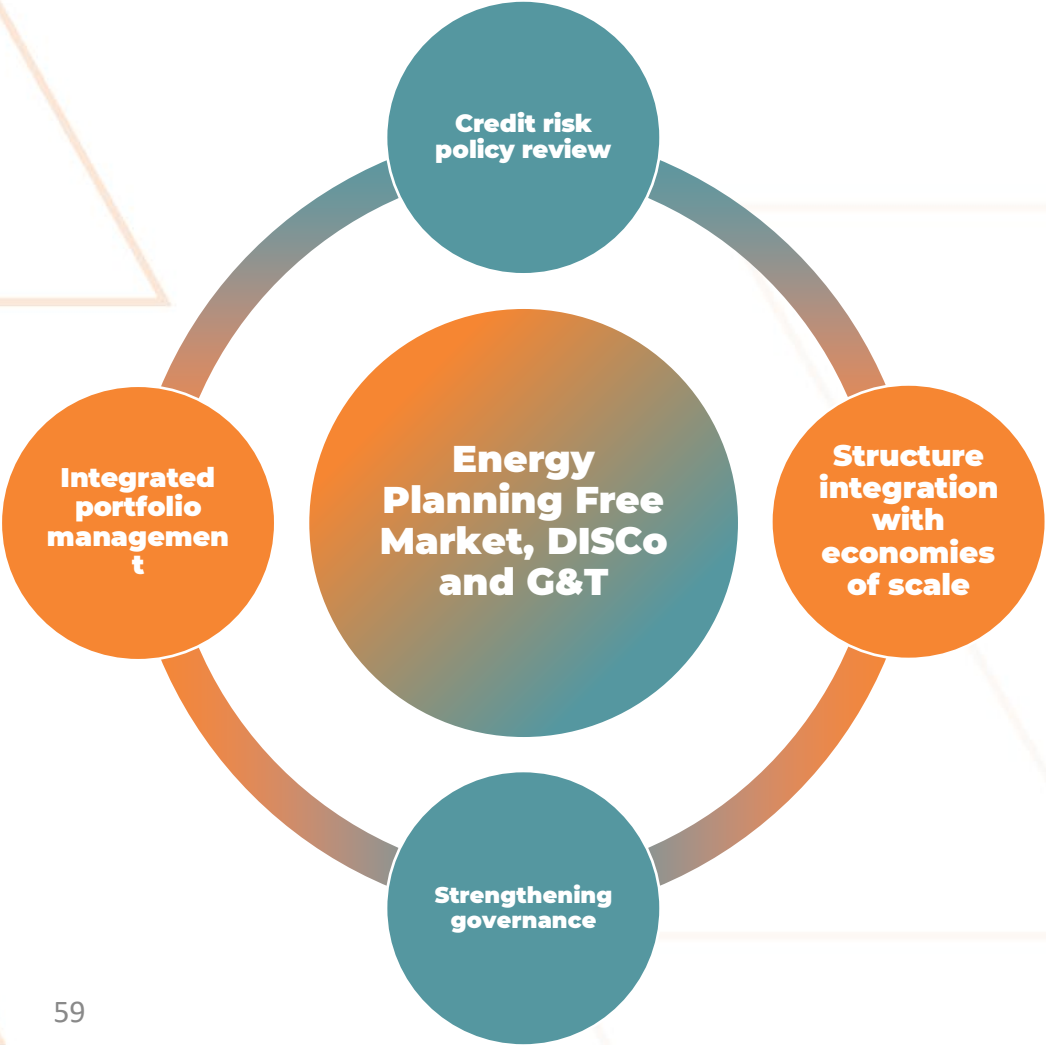 Credit risk
policy review
Integrated
portfolio
managemen
t
Energy
Planning Free
Market, DISCo
and G&T
Structure
integration
with
economies
of scale
Strengthening
governance
59